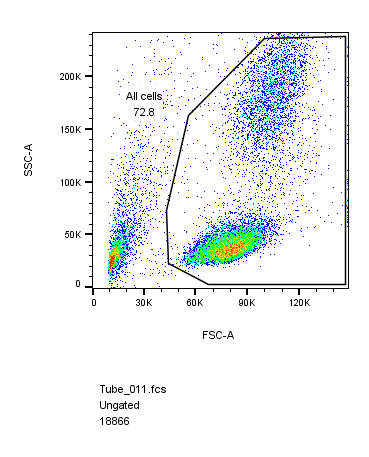 200K
All cells
72.8
150K
SSC-A
100K
50K
0
0 30K 60K 90K 120K
FSC-A
Tube_011.fcs
Ungated
18866